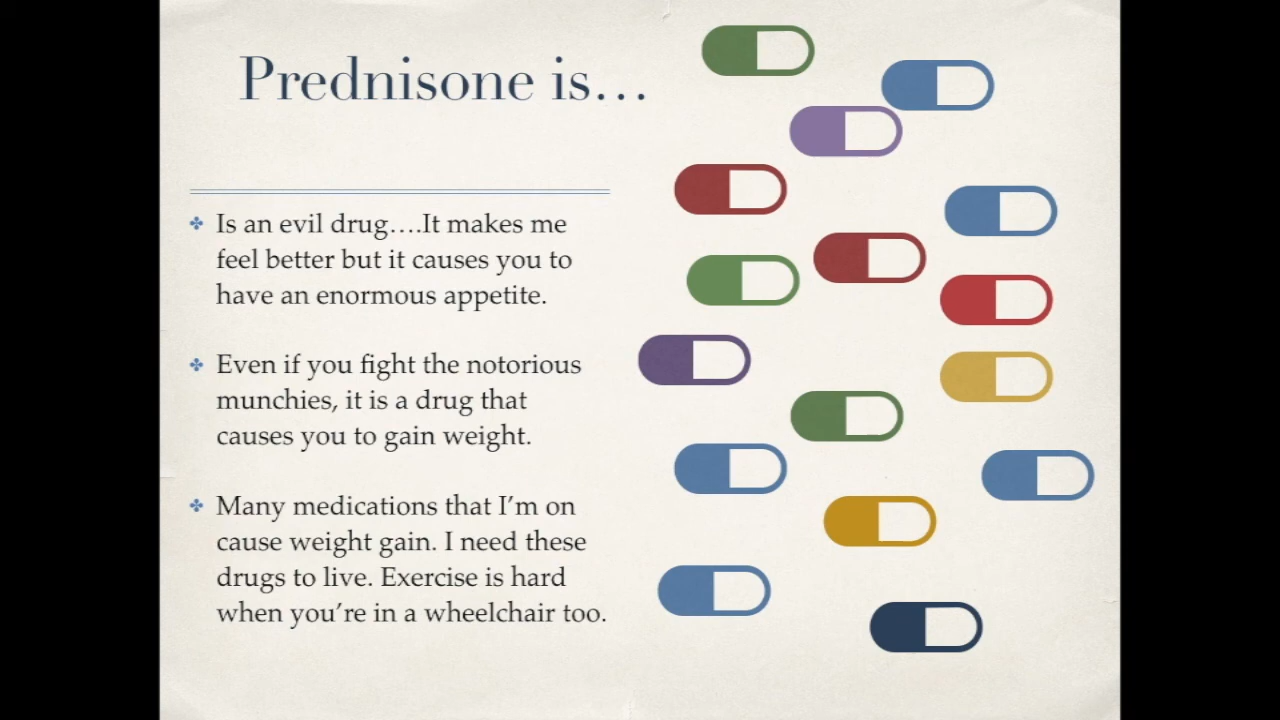 Prednisone is…
Is an evil drug….It makes me
feel better but it causes you to
have an enormous appetite.
Even if you fight the notorious
munchies, it is a drug that
causes you to gain weight.
Many medications that I’m on
cause weight gain. I need these
drugs to live. Exercise is hard
when you’re in a wheelchair too.